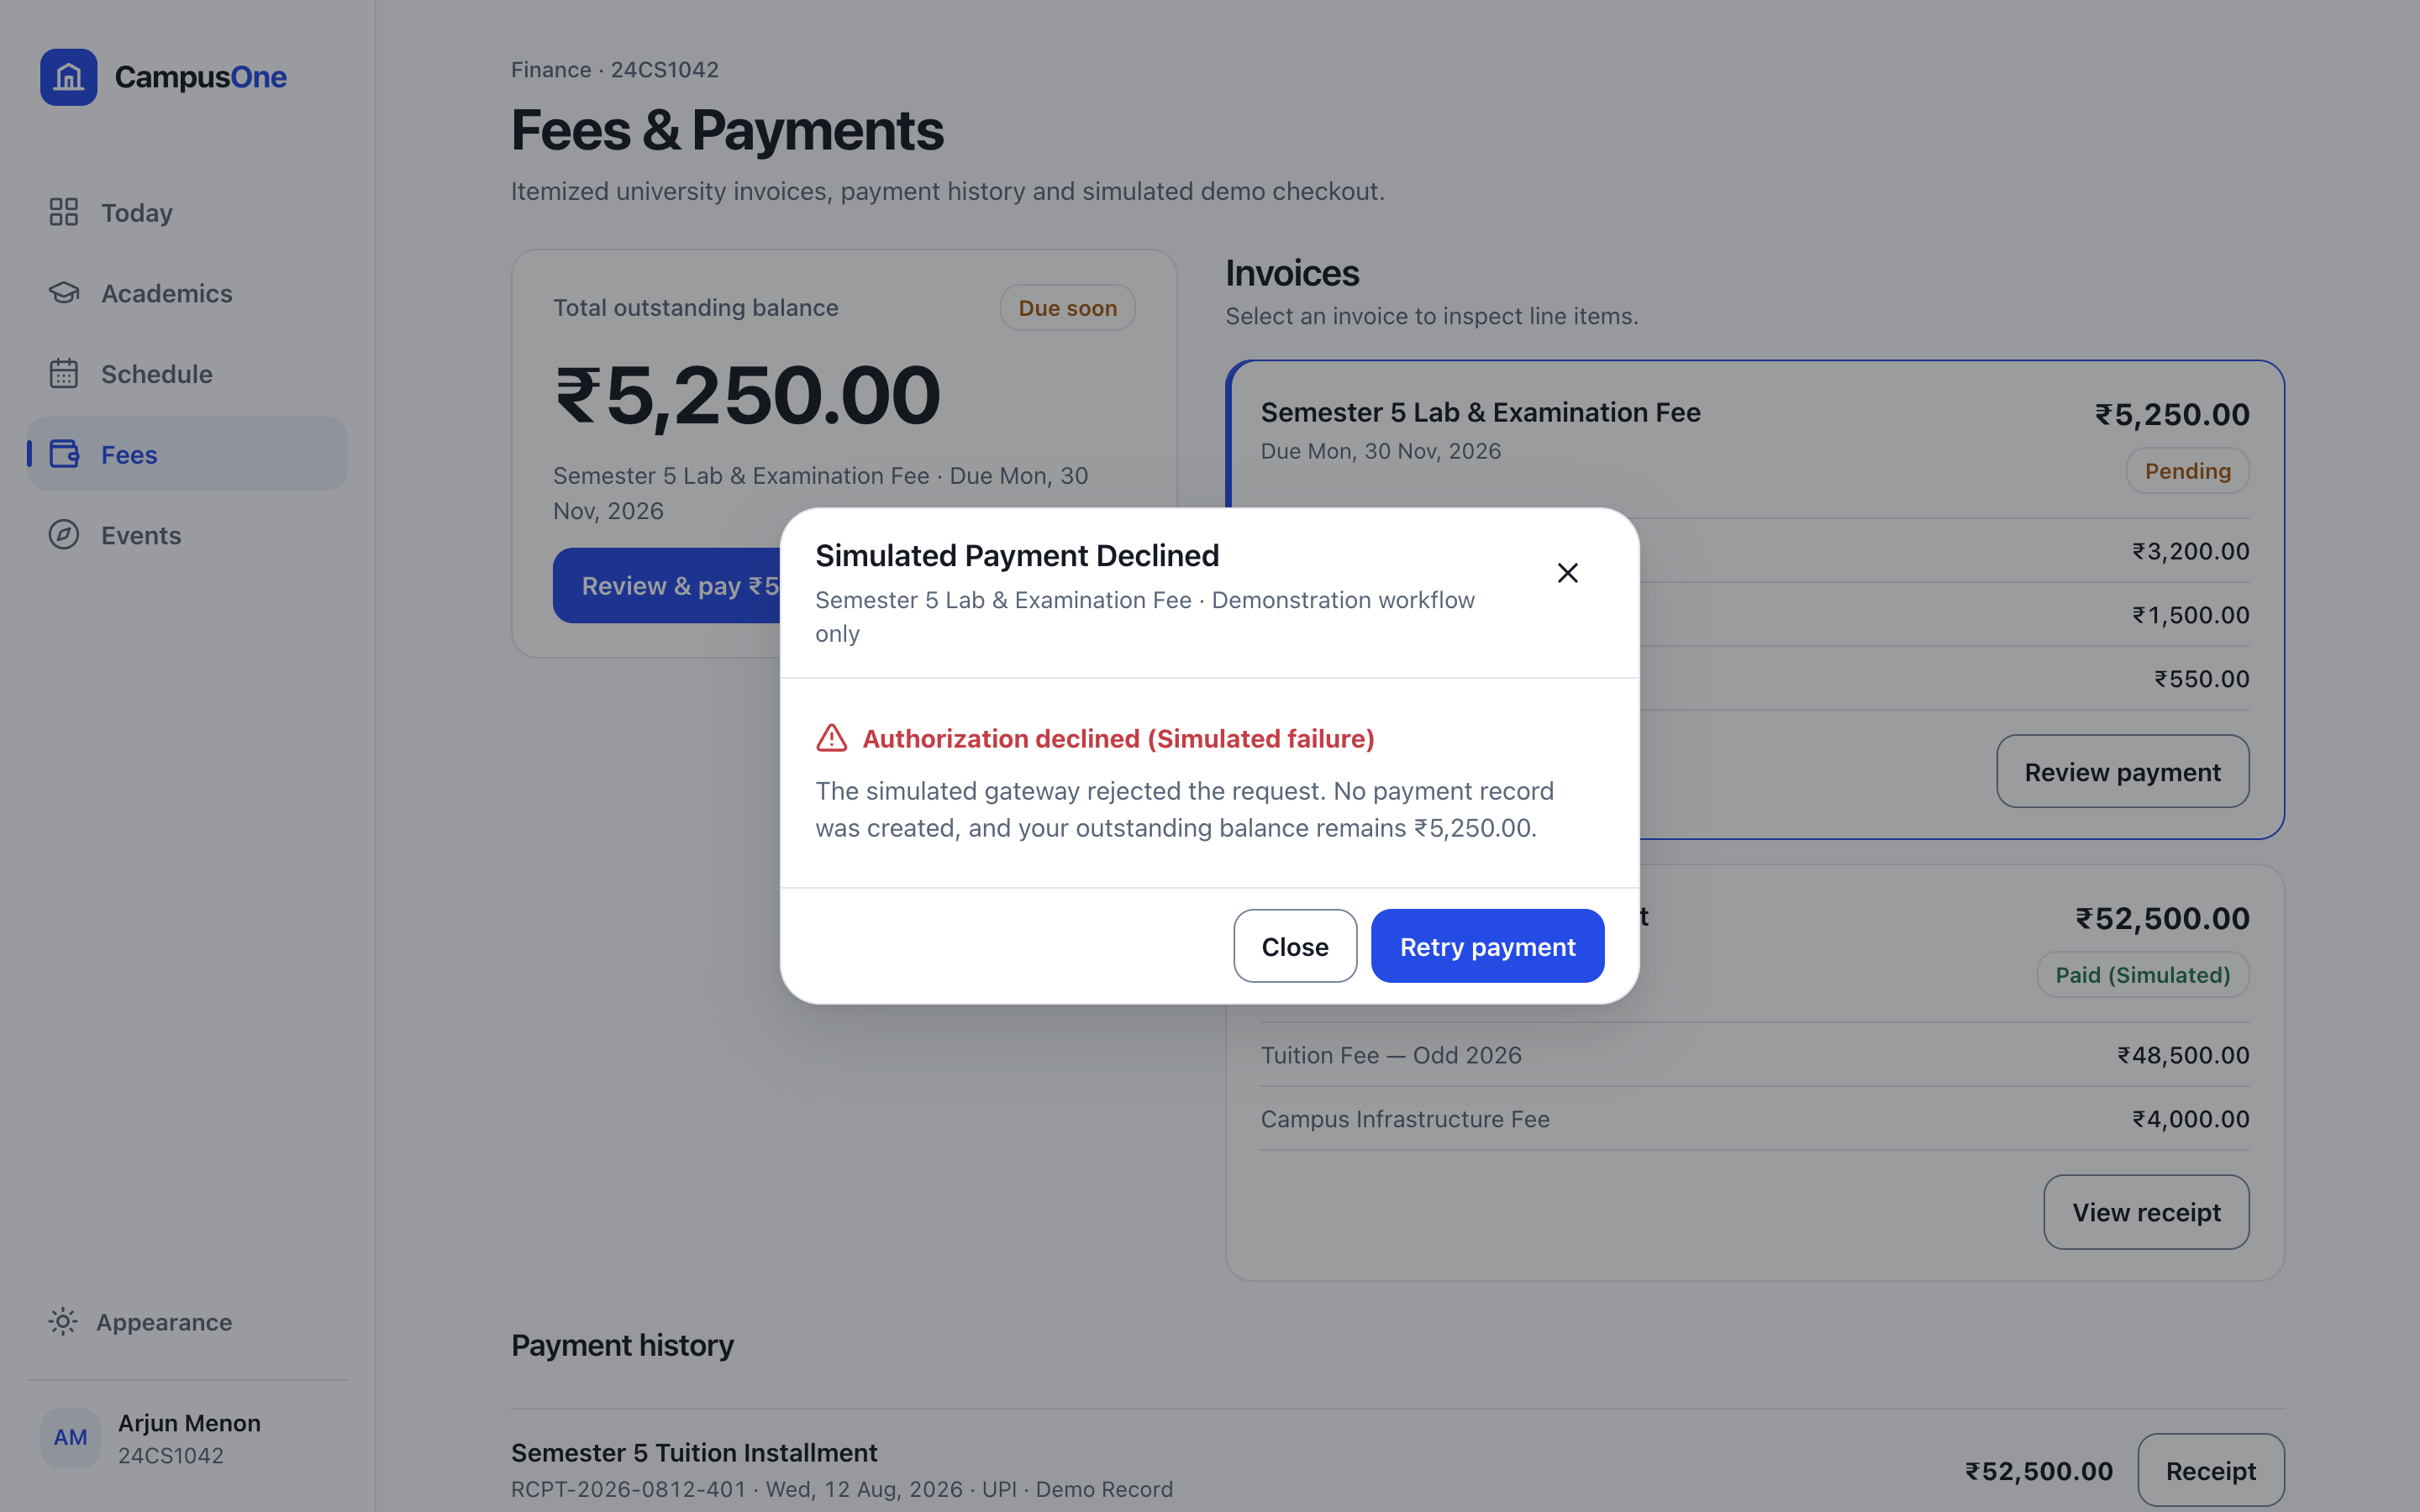 CampusOne
Today
Academics
Schedule
Fees
Events
Appearance
AM
Arjun Menon
24CS1042
Finance · 24CS1042
Fees & Payments
Itemized university invoices, payment history and simulated demo checkout.
Total outstanding balance
Due soon
₹5,250.00
Semester 5 Lab & Examination Fee · Due Mon, 30
Nov, 2026
Review & pay ₹5
Invoices
Select an invoice to inspect line items.
Semester 5 Lab & Examination Fee
₹5,250.00
Due Mon, 30 Nov, 2026
Pending
₹3,200.00
₹1,500.00
₹550.00
Review payment
Simulated Payment Declined
Semester 5 Lab & Examination Fee · Demonstration workflow
only
Authorization declined (Simulated failure)
The simulated gateway rejected the request. No payment record
was created, and your outstanding balance remains ₹5,250.00.
Close
Retry payment
t
₹52,500.00
Paid (Simulated)
Tuition Fee — Odd 2026
₹48,500.00
Campus Infrastructure Fee
₹4,000.00
View receipt
Payment history
Semester 5 Tuition Installment
RCPT-2026-0812-401 · Wed, 12 Aug, 2026 · UPI · Demo Record
₹52,500.00
Receipt